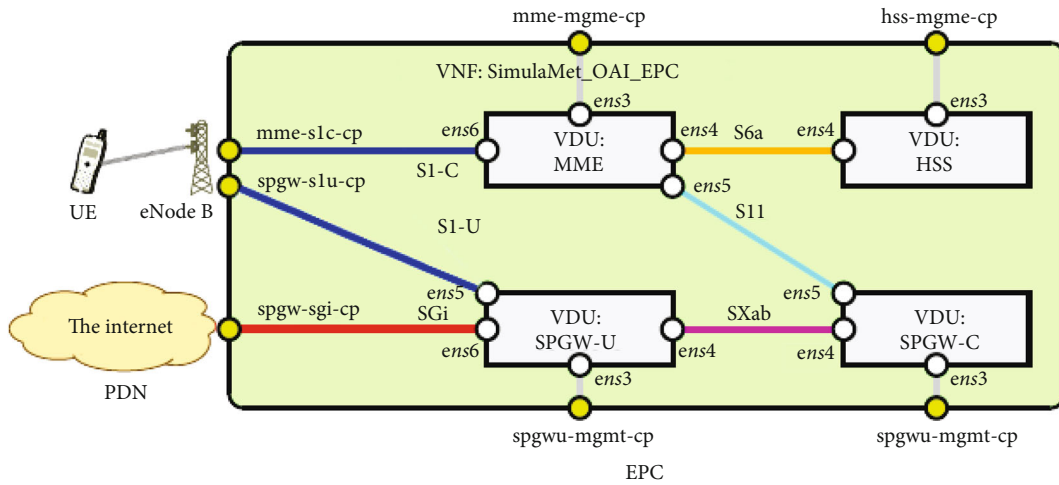 mme-mgme-cp
hss-mgme-cp
VNF: SimulaMet_OAI_EPC
ens3
ens3
mme-s1c-cp
ens6
VDU:
MME
ens4
S6a
ens4
VDU:
HSS
S1-C
spgw-s1u-cp
ens5
UE
eNode B
S1-U
S11
ens5
ens5
The internet
spgw-sgi-cp
SGi
VDU:
SPGW-U
SXab
VDU:
SPGW-C
ens6
ens4
ens4
PDN
ens3
ens3
spgwu-mgmt-cp
spgwu-mgmt-cp
EPC